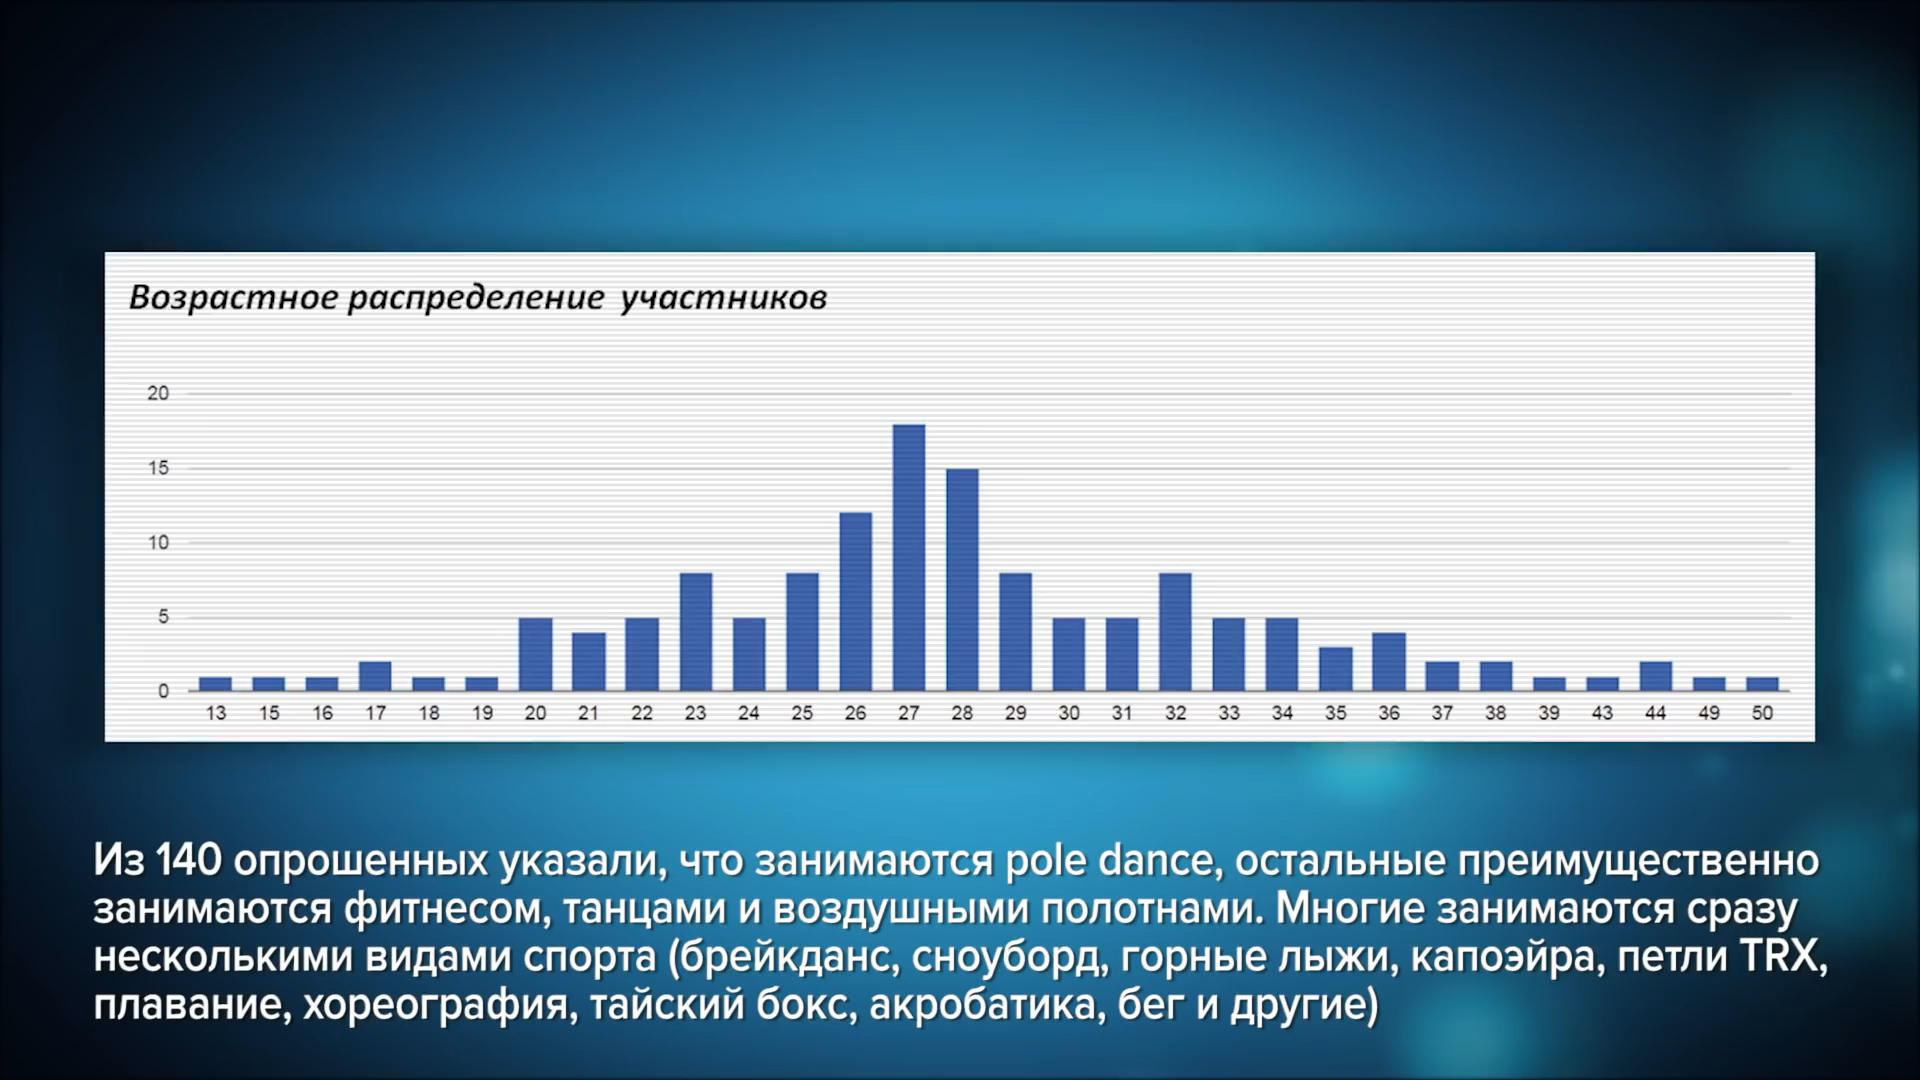 Возрастное распределение участников
20
15
10
5
0
13 15 16 17 18 19 20 21 22 23 24 25 26 27 28 29 30 31 32 33 34 35 36 37 38 39 43 44 49 50
Из 140 опрошенных указали, что занимаются pole dance, остальные преимущественно
занимаются фитнесом, танцами и воздушными полотнами. Многие занимаются сразу
несколькими видами спорта (брейкданс, сноуборд, горные лыжи, капоэйра, петли TRX,
плавание, хореография, тайский бокс, акробатика, бег и другие)